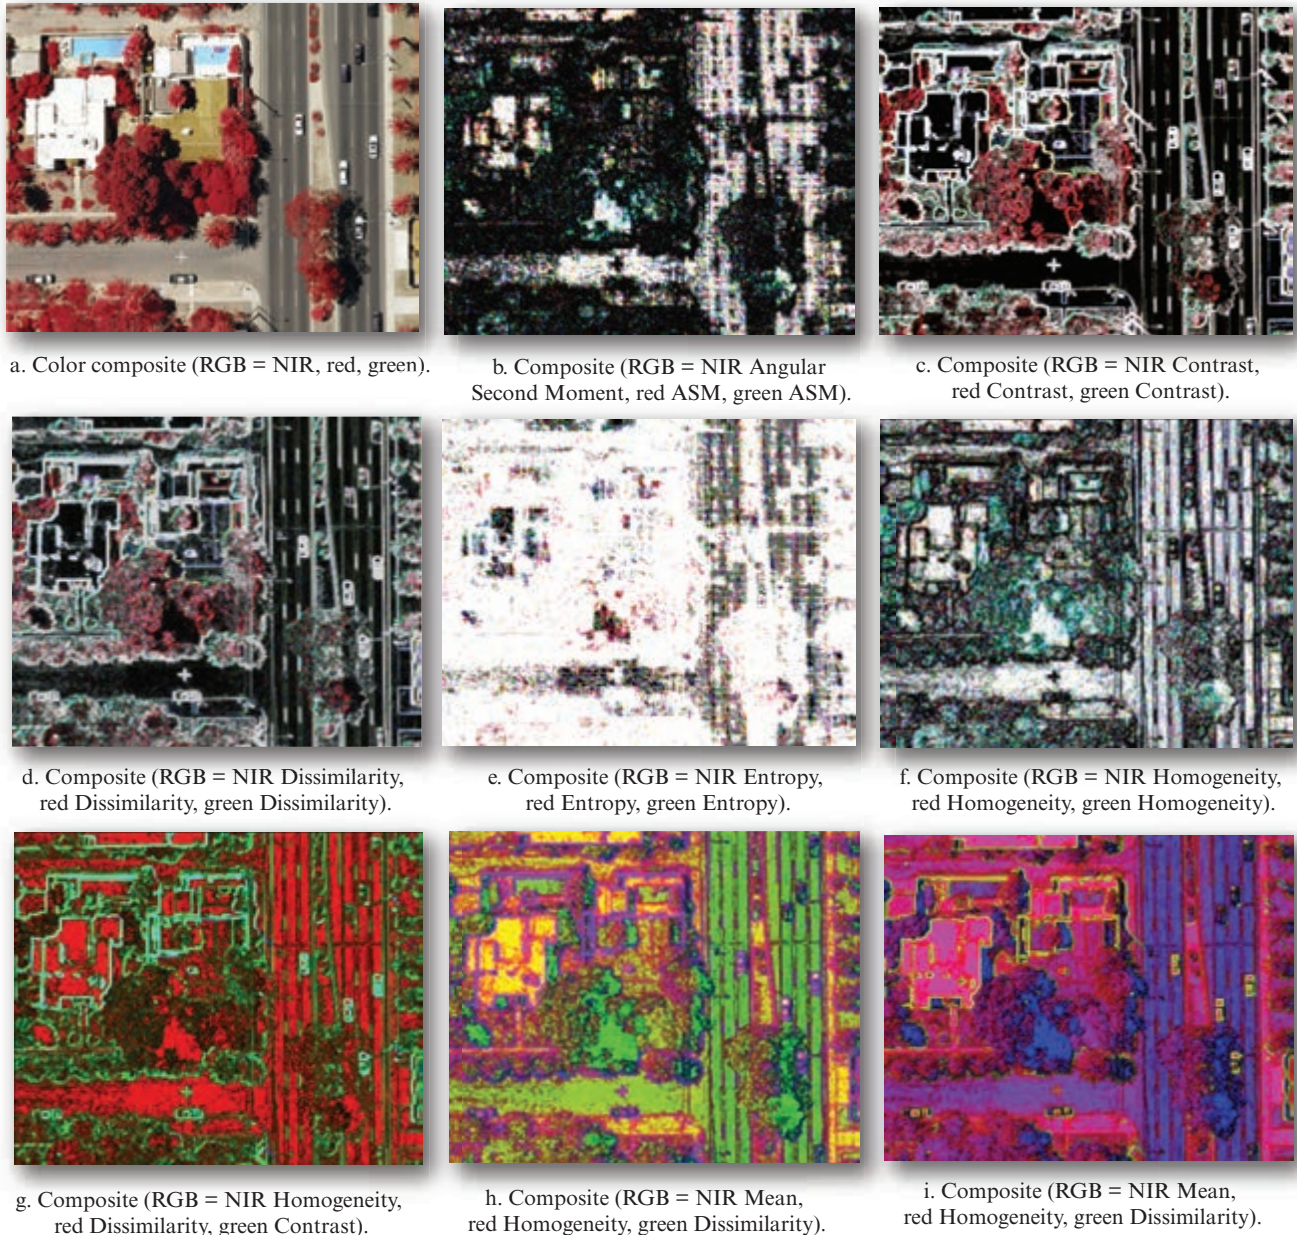 a. Color composite (RGB = NIR, red, green).
b. Composite (RGB = NIR Angular
Second Moment, red ASM, green ASM).
c. Composite (RGB = NIR Contrast,
red Contrast, green Contrast).
d. Composite (RGB = NIR Dissimilarity,
red Dissimilarity, green Dissimilarity).
e. Composite (RGB = NIR Entropy,
red Entropy, green Entropy).
f. Composite (RGB = NIR Homogeneity,
red Homogeneity, green Homogeneity).
g. Composite (RGB = NIR Homogeneity,
red Dissimilarity, green Contrast).
h. Composite (RGB = NIR Mean,
red Homogeneity, green Dissimilarity).
i. Composite (RGB = NIR Mean,
red Homogeneity, green Dissimilarity).